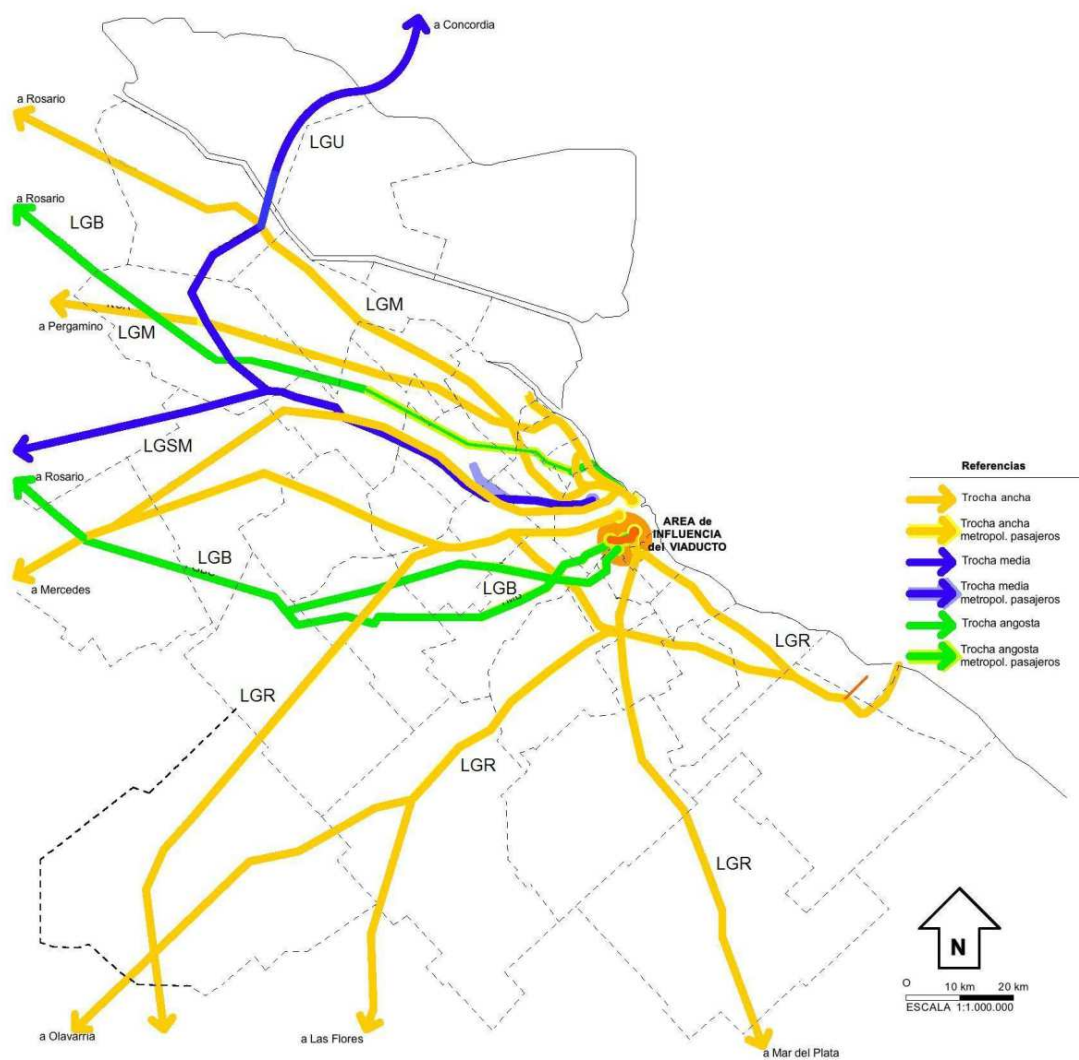 a Concordia
a Rosario
LGU
a Rosario
LGB
LGM
a Pergamino
LGM
LGSM
a Rosario
AREA de
INFLUENCIA
del VIADUCTO
LGB
a Mercedes
LGB
LGR
LGR
LGR
LGR
a Olavarria
a Las Flores
a Mar del Plata
Referencias
Trocha ancha
Trocha ancha
metropol. pasajeros
Trocha media
Trocha media
metropol. pasajeros
Trocha angosta
Trocha angosta
metropol. pasajeros
N
O 10 km 20 km
ESCALA 1:1.000.000